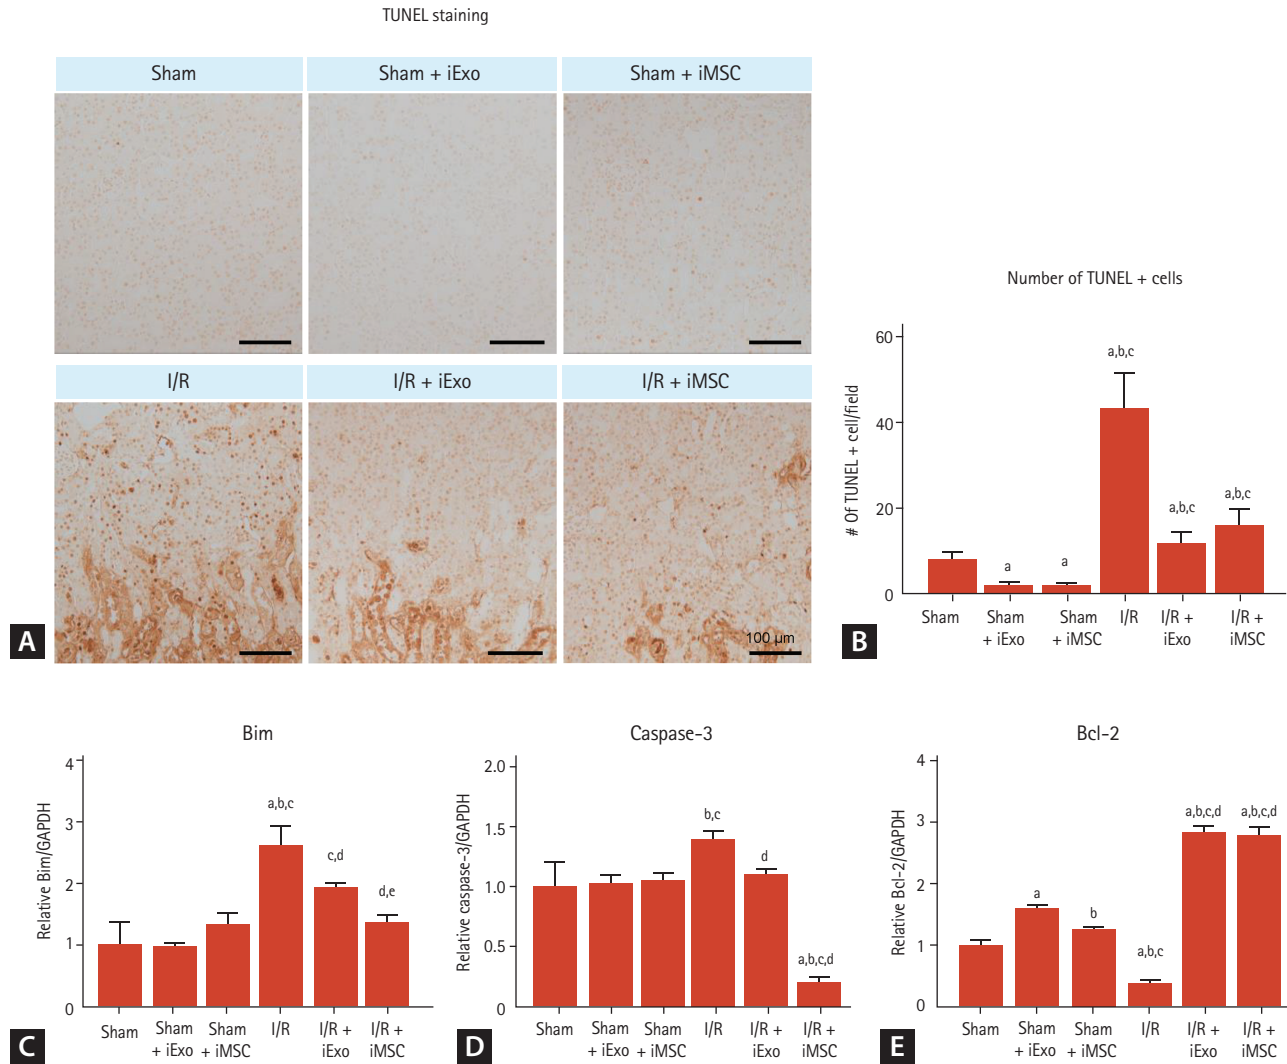 TUNEL staining
Sham
Sham + iExo
Sham + iMSC
I/R
I/R + iExo
I/R + iMSC
100 μm
A
Number of TUNEL + cells
# Of TUNEL + cell/field
60
40
20
0
a
a
a,b,c
a,b,c
a,b,c
Sham
Sham
+ iExo
Sham
+ iMSC
I/R
I/R +
iExo
I/R +
iMSC
B
Bim
Relative Bim/GAPDH
4
3
2
1
0
a,b,c
c,d
d,e
Sham
Sham
+ iExo
Sham
+ iMSC
I/R
I/R +
iExo
I/R +
iMSC
C
Caspase-3
Relative caspase-3/GAPDH
2.0
1.5
1.0
0.5
0
b,c
d
a,b,c,d
Sham
Sham
+ iExo
Sham
+ iMSC
I/R
I/R +
iExo
I/R +
iMSC
D
Bcl-2
Relative Bcl-2/GAPDH
4
3
2
1
0
a
b
a,b,c
a,b,c,d
a,b,c,d
Sham
Sham
+ iExo
Sham
+ iMSC
I/R
I/R +
iExo
I/R +
iMSC
E